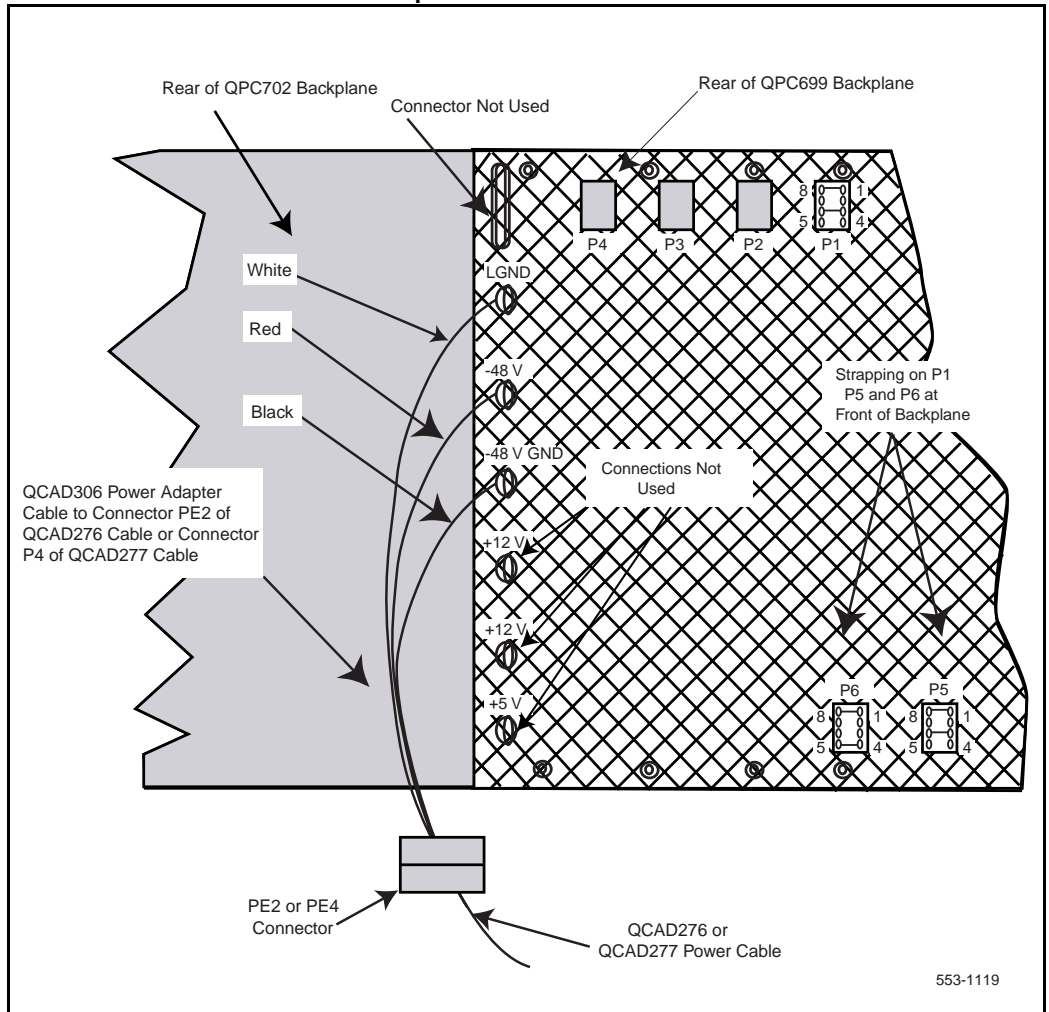 Rear of QPC702 Backplane
Connector Not Used
Rear of QPC699 Backplane
8 1
5 4
P4 P3 P2 P1
LGND
White
Red
-48 V
Black
-48 V GND
Strapping on P1
P5 and P6 at
Front of Backplane
Connections Not
Used
QCAD306 Power Adapter
Cable to Connector PE2 of
QCAD276 Cable or Connector
P4 of QCAD277 Cable
+12 V
+12 V
+5 V
P6 P5
8 1 8 1
5 4 5 4
PE2 or PE4
Connector
QCAD276 or
QCAD277 Power Cable
553-1119